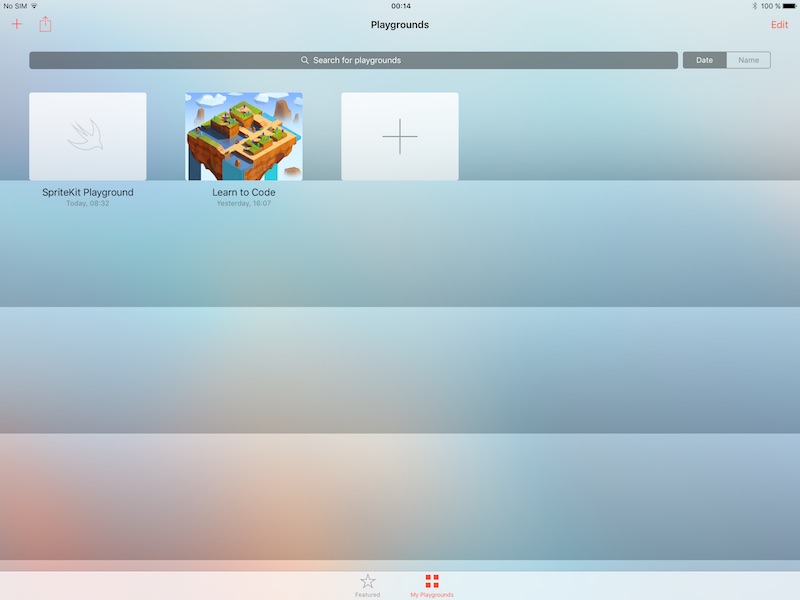 No SIM 00:14 100 %
Playgrounds
Edit
Search for playgrounds
Date Name
SpriteKit Playground
Today, 08:32
Learn to Code
Yesterday, 16:07
Featured
My Playgrounds